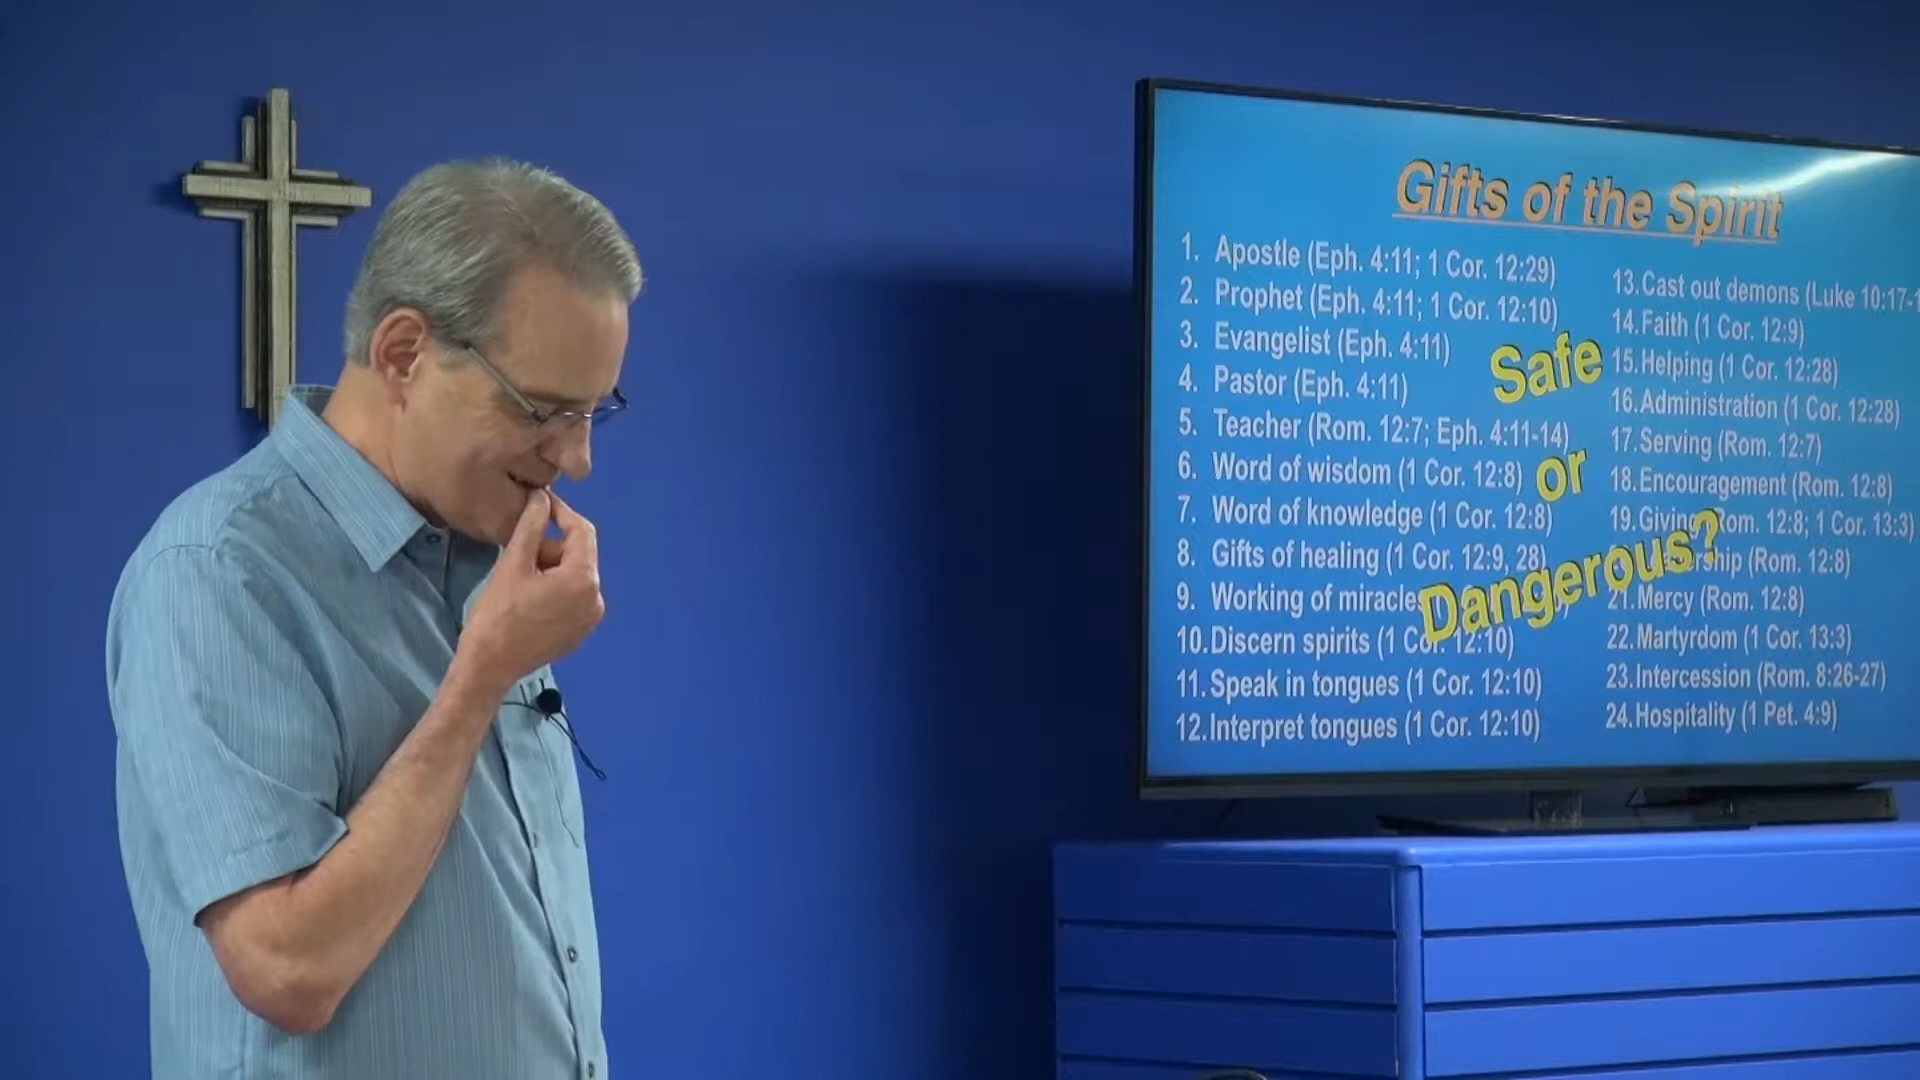 Gifts of the Spirit
1. Apostle (Eph. 4:11; 1 Cor. 12:29)
2. Prophet (Eph. 4:11; 1 Cor. 12:10)
3. Evangelist (Eph. 4:11)
4. Pastor (Eph. 4:11)
5. Teacher (Rom. 12:7; Eph. 4:11-14)
6. Word of wisdom (1 Cor. 12:8)
7. Word of knowledge (1 Cor. 12:8)
8. Gifts of healing (1 Cor. 12:9, 28)
9. Working of miracles
10. Discern spirits (1 Cor. 12:10)
11. Speak in tongues (1 Cor. 12:10)
12. Interpret tongues (1 Cor. 12:10)
13. Cast out demons (Luke 10:17-1
14. Faith (1 Cor. 12:9)
15. Helping (1 Cor. 12:28)
16. Administration (1 Cor. 12:28)
17. Serving (Rom. 12:7)
18. Encouragement (Rom. 12:8)
19. Giving Rom. 12:8; 1 Cor. 13:3)
(Rom. 12:8)
21. Mercy (Rom. 12:8)
22. Martyrdom (1 Cor. 13:3)
23. Intercession (Rom. 8:26-27)
24. Hospitality (1 Pet. 4:9)
Safe
or
Dangerous?